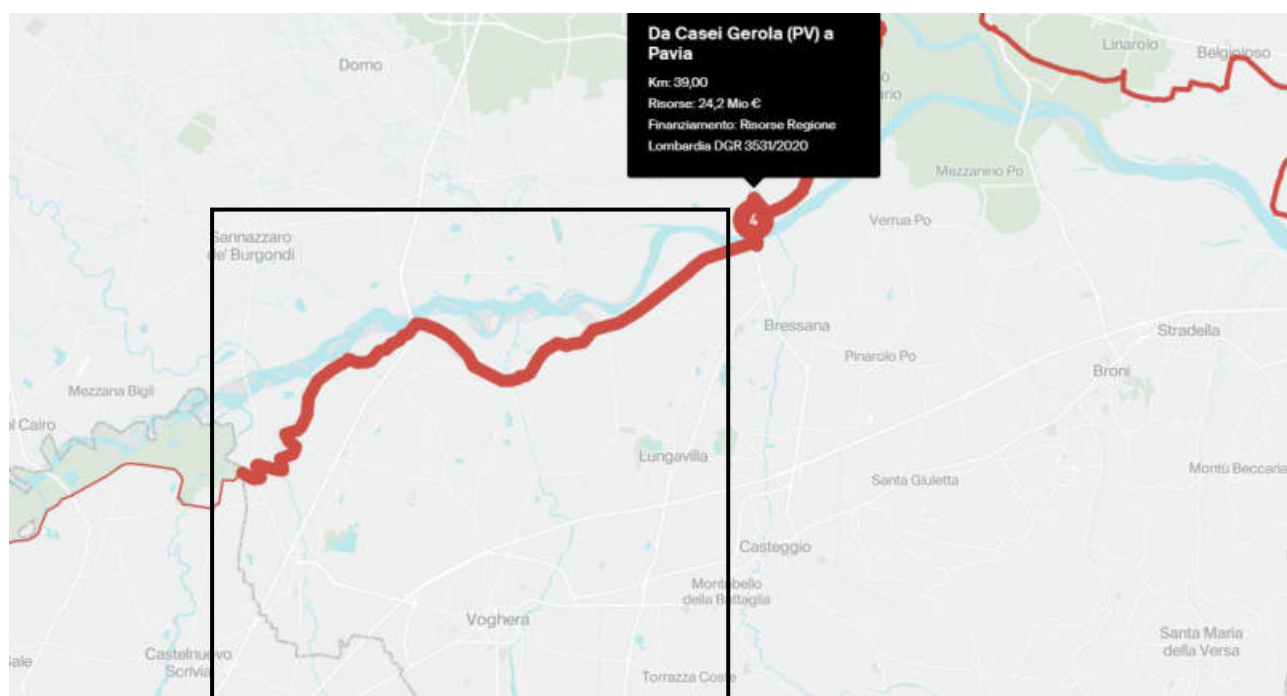 Da Casei Gerola (PV) a
Pavia
Km: 39,00
Risorse: 24,2 Mio €
Finanziamento: Risorse Regione
Lombardia DGR 3531/2020
Linarolo
Belgioioso
Dorno
ario
Mezzanino Po
4
Verrua Po
Sannazzaro
de' Burgondi
Bressana
Stradella
Pinarolo Po
Broni
Mezzana Bigli
l Cairo
Lungavilla
Santa Giuletta
Montù Beccaria
Casteggio
Montebello
della Battaglia
Voghera
Castelnuovo
Scrivia
Sale
Torrazza Coste
Santa Maria
della Versa